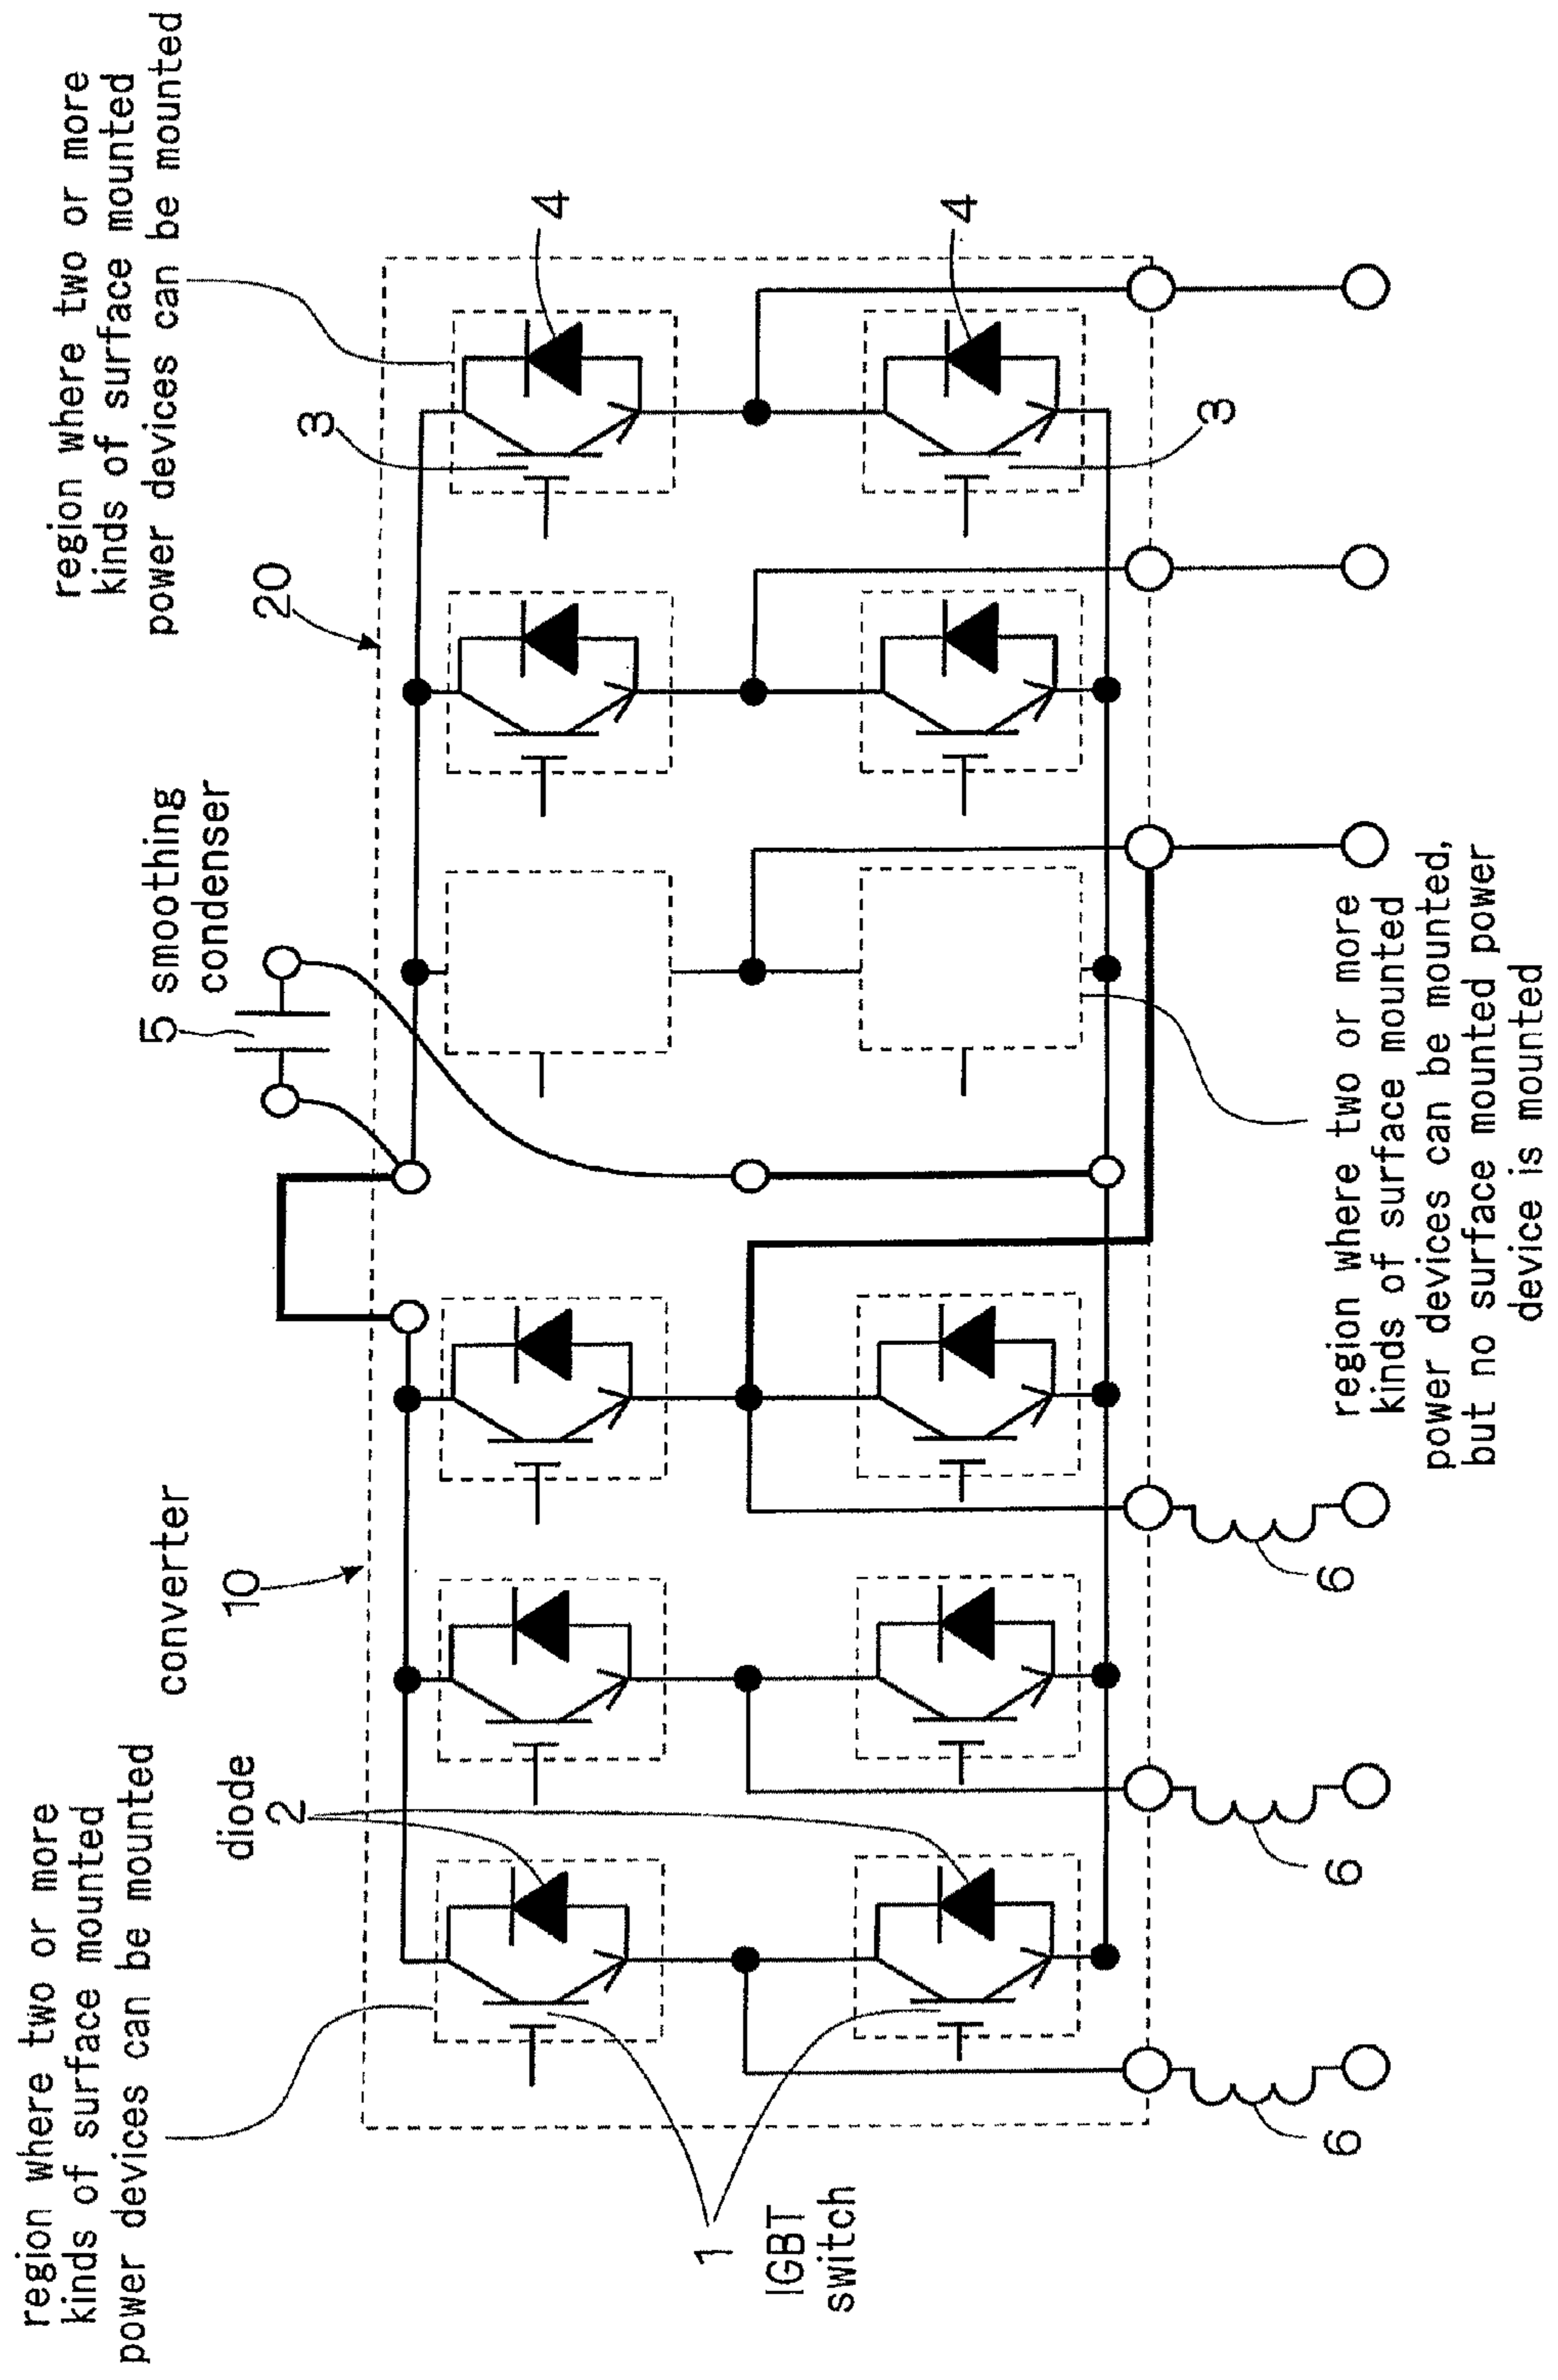 region where two or more
kinds of surface mounted
power devices can be mounted
diode
2
converter
10
5 smoothing
condenser
20
region where two or more
kinds of surface mounted
power devices can be mounted
3
4
4
3
1
IGBT
switch
6
6
6
region where two or more
kinds of surface mounted
power devices can be mounted,
but no surface mounted power
device is mounted